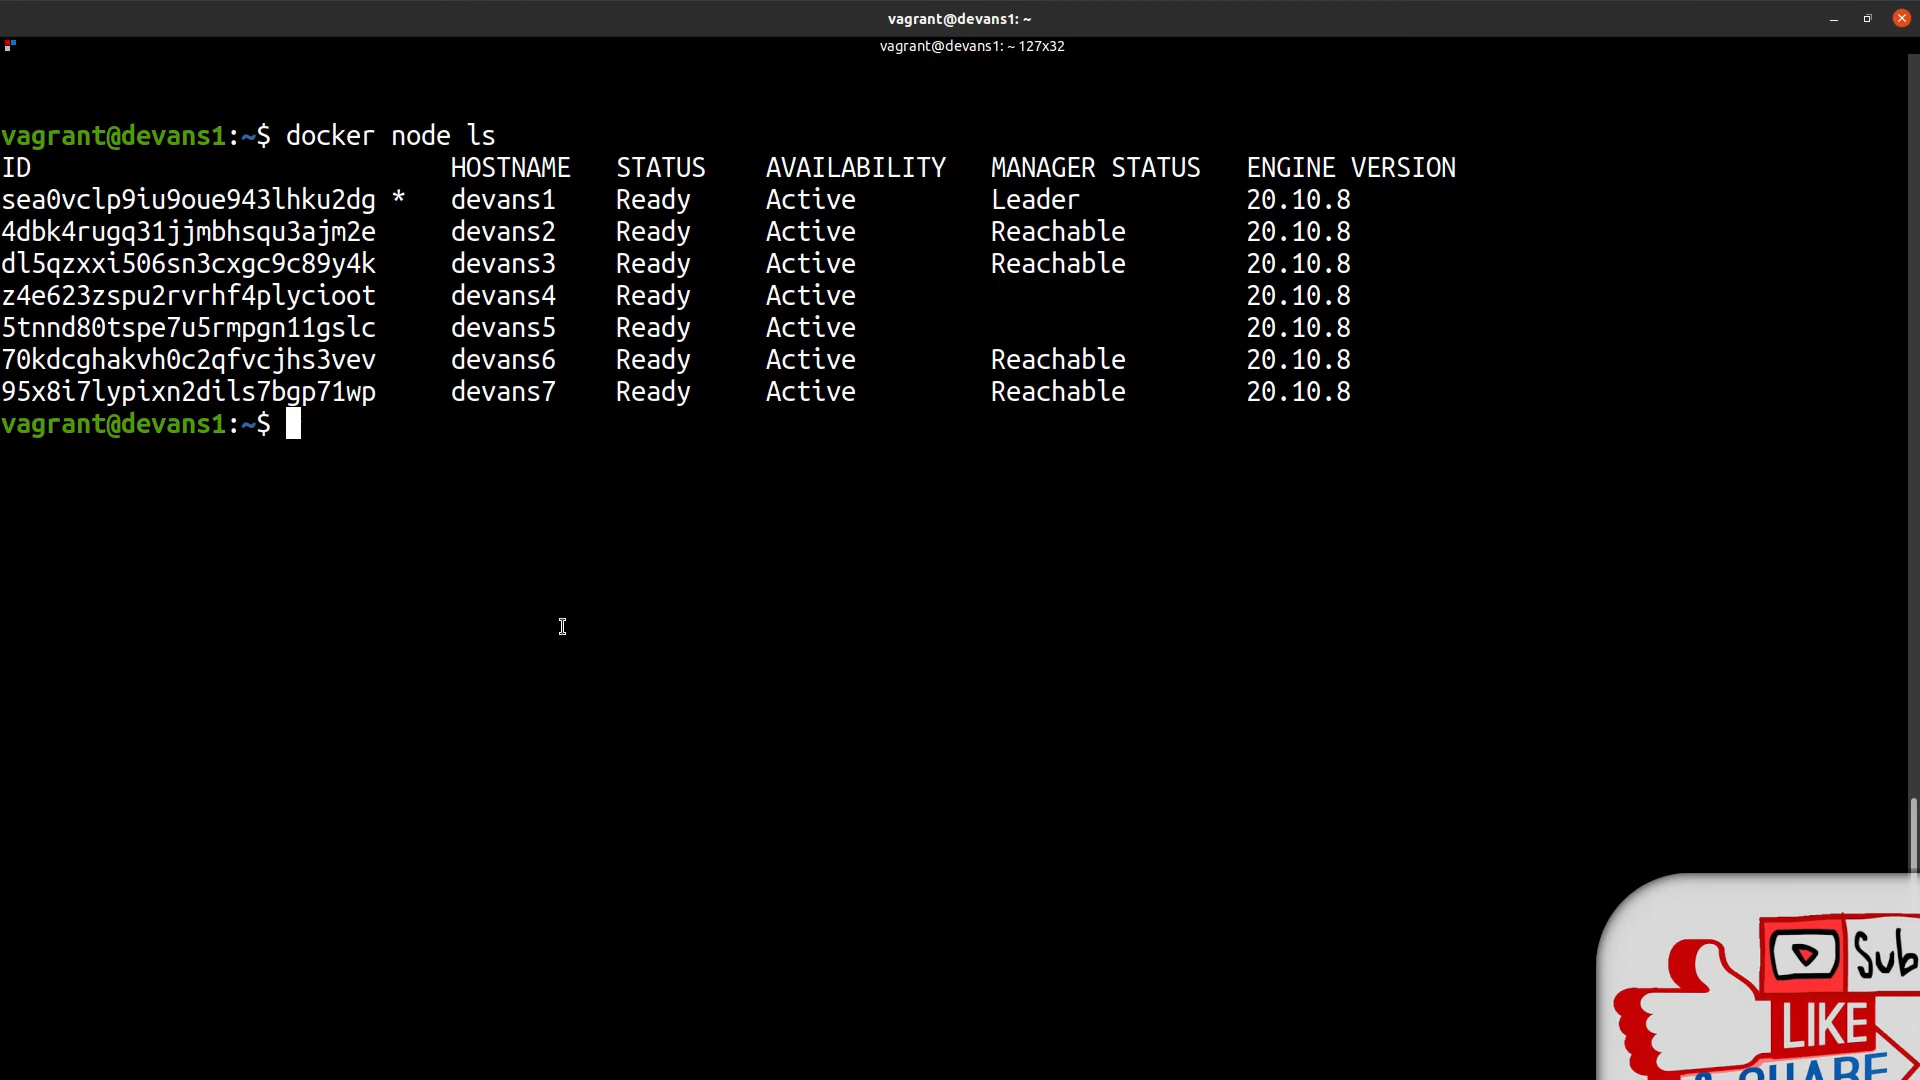 vagrant@devans1: ~
vagrant@devans1: ~ 127x32
vagrant@devans1:~$ docker node ls
ID HOSTNAME STATUS AVAILABILITY MANAGER STATUS ENGINE VERSION
sea0vclp9iu9oue943lhku2dg * devans1 Ready Active Leader 20.10.8
4dbk4rugq31jjmbhsqu3ajm2e devans2 Ready Active Reachable 20.10.8
dl5qzxxi506sn3cxgc9c89y4k devans3 Ready Active Reachable 20.10.8
z4e623zspu2rvrhf4plycioot devans4 Ready Active 20.10.8
5tnnd80tspe7u5rmpgn11gslc devans5 Ready Active 20.10.8
70kdcghakvh0c2qfvcjhs3vev devans6 Ready Active Reachable 20.10.8
95x8i7lypixn2dils7bgp71wp devans7 Ready Active Reachable 20.10.8
vagrant@devans1:~$
Sub
LIKE
& SHARE